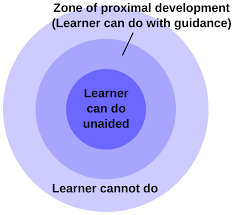 Zone of proximal development
(Learner can do with guidance)
Learner
can do
unaided
Learner cannot do